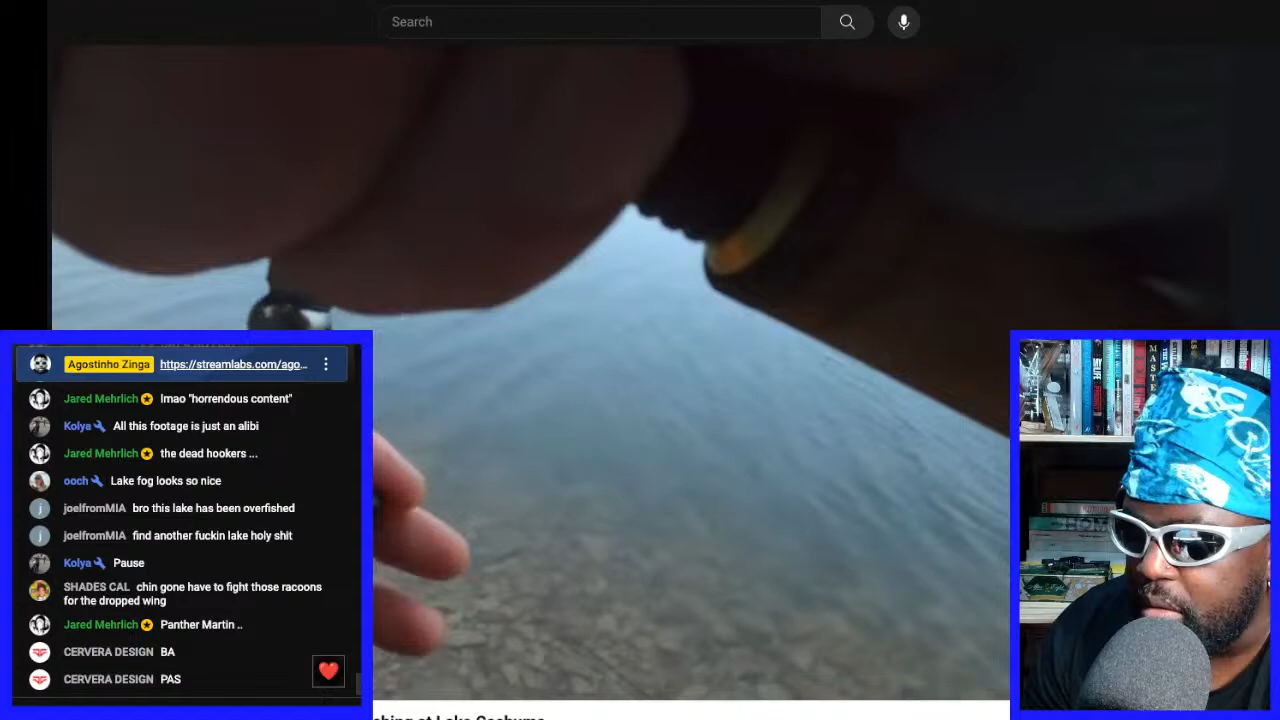 Search
Agostinho Zinga https://streamlabs.com/ago...
Jared Mehrlich lmao "horrendous content"
Kolya All this footage is just an alibi
Jared Mehrlich the dead hookers ...
ooch Lake fog looks so nice
joelfromMIA bro this lake has been overfished
joelfromMIA find another fuckin lake holy shit
Kolya Pause
SHADES CAL chin gone have to fight those racoons
for the dropped wing
Jared Mehrlich Panther Martin ..
CERVERA DESIGN BA
CERVERA DESIGN PAS